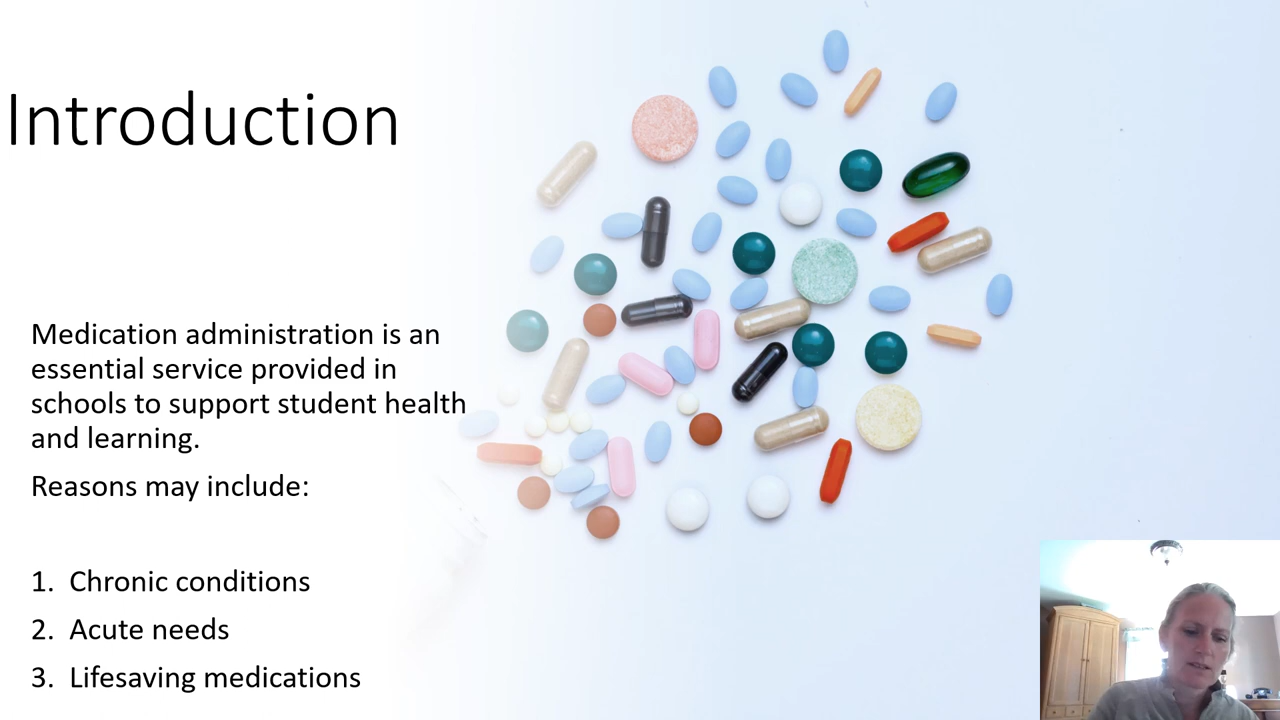 Introduction
Medication administration is an
essential service provided in
schools to support student health
and learning.
Reasons may include:
1. Chronic conditions
2. Acute needs
3. Lifesaving medications